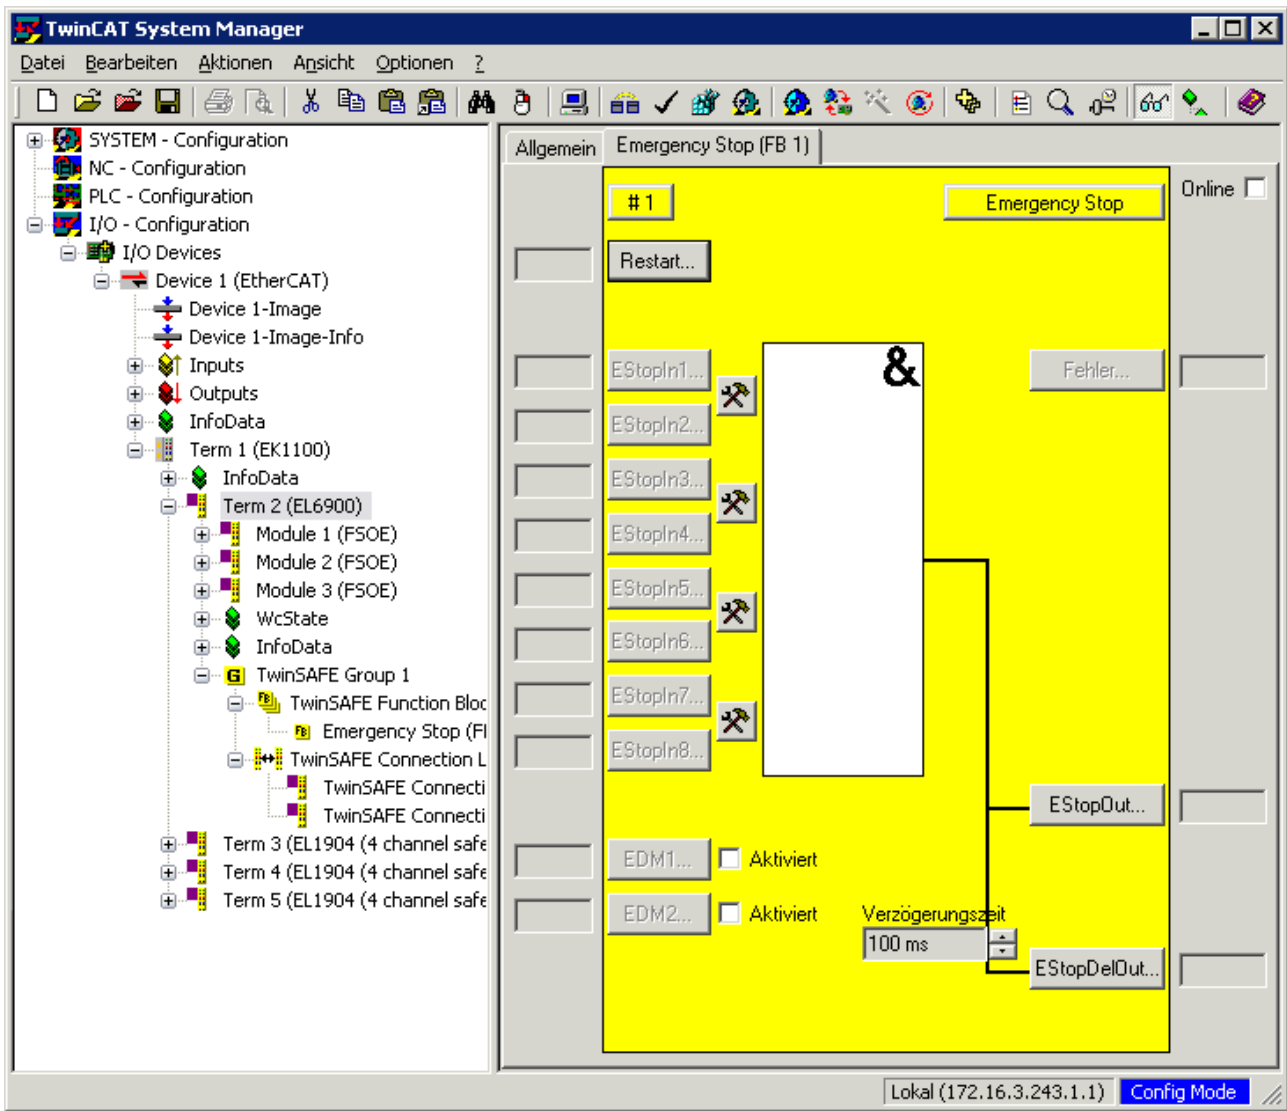 TwinCAT System Manager
Datei Bearbeiten Aktionen Ansicht Optionen ?
SYSTEM - Configuration
NC - Configuration
PLC - Configuration
I/O - Configuration
I/O Devices
Device 1 (EtherCAT)
Device 1-Image
Device 1-Image-Info
Inputs
Outputs
InfoData
Term 1 (EK1100)
InfoData
Term 2 (EL6900)
Module 1 (FSOE)
Module 2 (FSOE)
Module 3 (FSOE)
WcState
InfoData
G TwinSAFE Group 1
FB TwinSAFE Function Bloc
FB Emergency Stop (F
TwinSAFE Connection L
TwinSAFE Connecti
TwinSAFE Connecti
Term 3 (EL1904 (4 channel safe
Term 4 (EL1904 (4 channel safe
Term 5 (EL1904 (4 channel safe
Allgemein Emergency Stop (FB 1)
# 1 Emergency Stop Online
Restart...
&
EStopIn1... Fehler...
EStopIn2...
EStopIn3...
EStopIn4...
EStopIn5...
EStopIn6...
EStopIn7...
EStopIn8...
EStopOut...
EDM1... Aktiviert
EDM2... Aktiviert Verzögerungszeit
100 ms
EStopDelOut...
Lokal (172.16.3.243.1.1) Config Mode